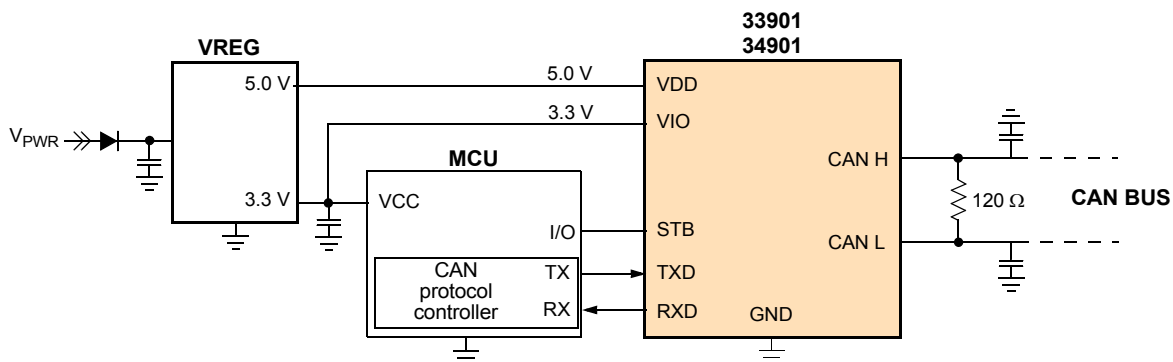 33901
34901
VREG
5.0 V
5.0 V
VDD
3.3 V
VIO
VPWR
MCU
CAN H
3.3 V
VCC
120 Ω
CAN BUS
I/O
STB
CAN L
CAN
protocol
controller
TX
TXD
RX
RXD
GND